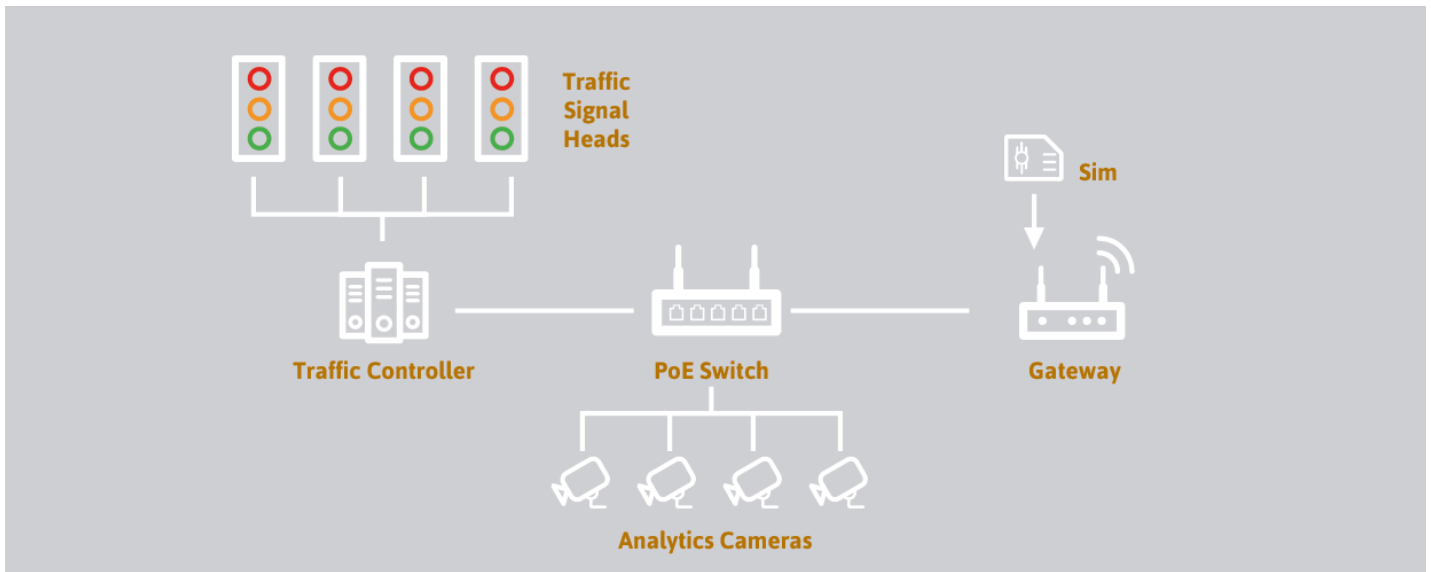 Traffic
Signal
Heads
Sim
Traffic Controller
PoE Switch
Gateway
Analytics Cameras